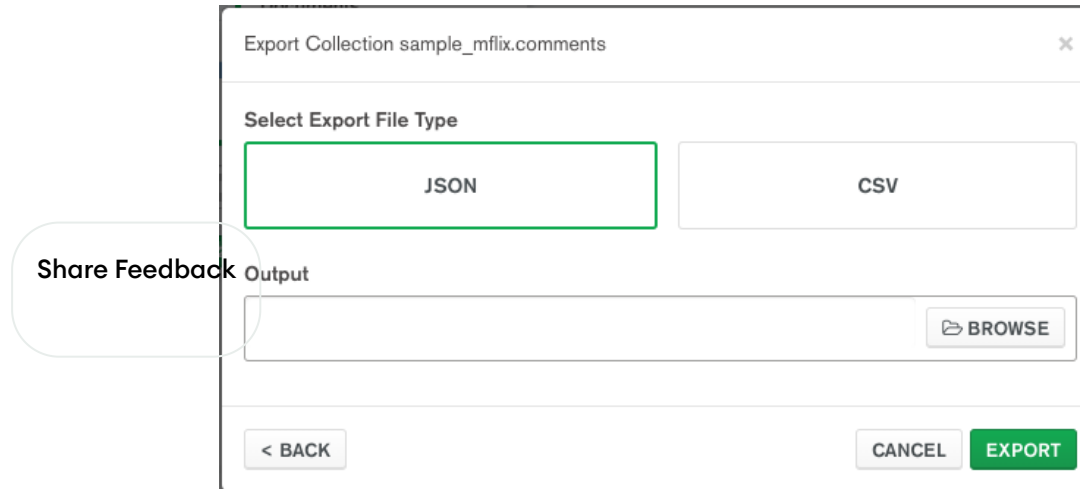 Export Collection sample_mflix.comments ×
Select Export File Type
JSON CSV
Share Feedback
Output
BROWSE
< BACK CANCEL EXPORT